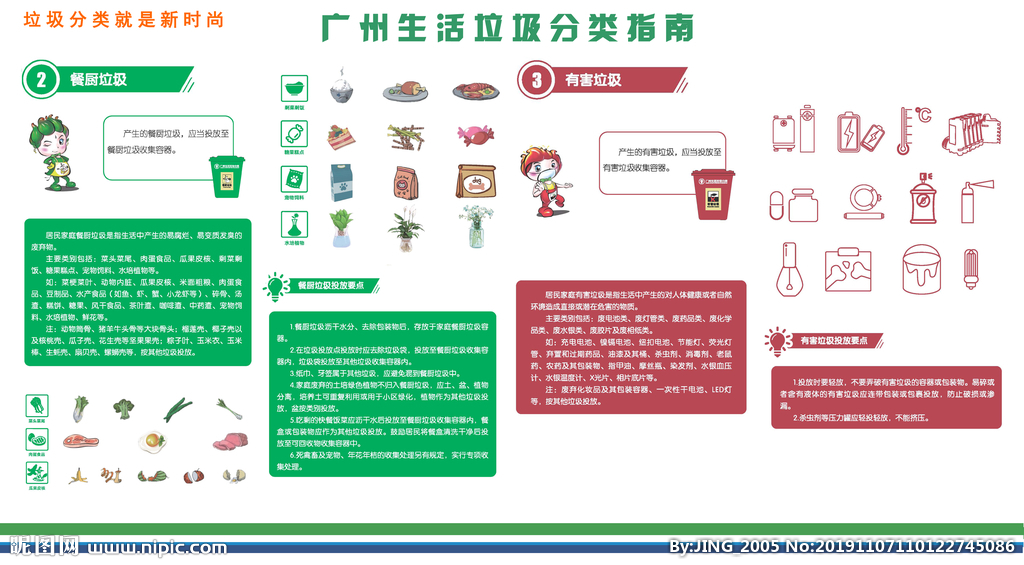 垃圾分类就是新时尚
广州生活垃圾分类指南
2 餐厨垃圾
产生的餐厨垃圾，应当投放至
餐厨垃圾收集容器。
居民家庭餐厨垃圾是指生活中产生的易腐烂、易变质发臭的
废弃物。
主要类别包括：菜头菜尾、肉蛋食品、瓜果皮核、剩菜剩
饭、糖果糕点、宠物饲料、水培植物等。
如：菜梗菜叶、动物内脏、瓜果皮核、米面粗粮、肉蛋食
品、豆制品、水产食品（如鱼、虾、蟹、小龙虾等）、碎骨、汤
渣、糕饼、糖果、风干食品、茶叶渣、咖啡渣、中药渣、宠物饲
料、水培植物、鲜花等。
注：动物筒骨、猪羊牛头骨等大块骨头；榴莲壳、椰子壳以
及核桃壳、瓜子壳、花生壳等坚果果壳；粽子叶、玉米衣、玉米
棒、生蚝壳、扇贝壳、螺蛳壳等，按其他垃圾投放。
菜头菜尾
肉蛋食品
瓜果皮核
剩菜剩饭
糖果糕点
宠物饲料
水培植物
餐厨垃圾投放要点
1.餐厨垃圾沥干水分、去除包装物后，存放于家庭餐厨垃圾容
器。
2.在垃圾投放点投放时应去除垃圾袋，投放至餐厨垃圾收集容
器内，垃圾袋投放至其他垃圾收集容器内。
3.纸巾、牙签属于其他垃圾，应避免混到餐厨垃圾中。
4.家庭废弃的土培绿色植物不归入餐厨垃圾，应土、盆、植物
分离，培养土可重复利用或用于小区绿化，植物作为其他垃圾投
放，盆按类别投放。
5.吃剩的快餐饭菜应沥干水后投放至餐厨垃圾收集容器内，餐
盒或包装物应作为其他垃圾投放。鼓励居民将餐盒清洗干净后投
放至可回收物收集容器中。
6.死禽畜及宠物、年花年桔的收集处理另有规定，实行专项收
集处理。
3 有害垃圾
产生的有害垃圾，应当投放至
有害垃圾收集容器。
居民家庭有害垃圾是指生活中产生的对人体健康或者自然
环境造成直接或潜在危害的物质。
主要类别包括：废电池类、废灯管类、废药品类、废化学
品类、废水银类、废胶片及废相纸类。
如：充电电池、镍镉电池、纽扣电池、节能灯、荧光灯
管、弃置和过期药品、油漆及其桶、杀虫剂、消毒剂、老鼠
药、农药及其包装物、指甲油、摩丝瓶、染发剂、水银血压
计、水银温度计、X光片、相片底片等。
注：废弃化妆品及其包装容器、一次性干电池、LED灯
等，按其他垃圾投放。
℃
有害垃圾投放要点
1.投放时要轻放，不要弄破有害垃圾的容器或包装物。易碎或
者含有液体的有害垃圾应连带包装或包裹投放，防止破损或渗
漏。
2.杀虫剂等压力罐应轻投轻放，不能挤压。
昵图网 www.nipic.com
By:JING_2005 No:20191107110122745086